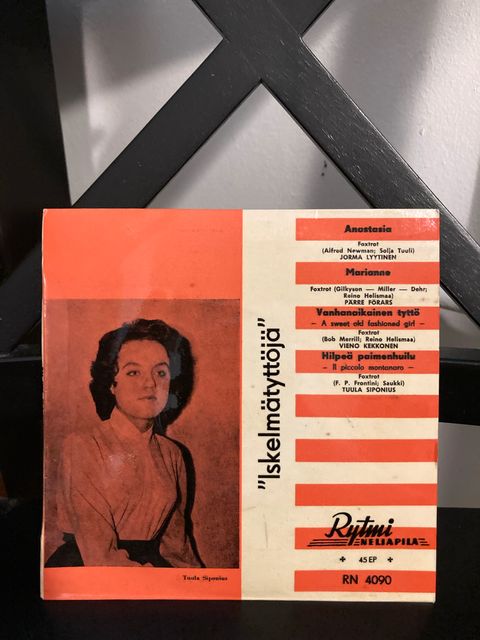 Anastasia
Foxtrot
(Alfred Newman; Solja Tuuli)
JORMA LYYTINEN
Marianne
Foxtrot (Gilkyson — Miller — Dehr;
Reino Helismaa)
PÄRRE FÖRARS
Vanhanaikainen tyttö
– A sweet old fashioned girl –
Foxtrot
(Bob Merrill; Reino Helismaa)
VIENO KEKKONEN
Hilpeä paimenhuilu
– Il piccolo montanaro –
Foxtrot
(F. P. Frontini; Saukki)
TUULA SIPONIUS
”Iskelmätyttöjä”
Rytmi
NELIAPILA
+ 45 EP +
RN 4090
Tuula Siponius